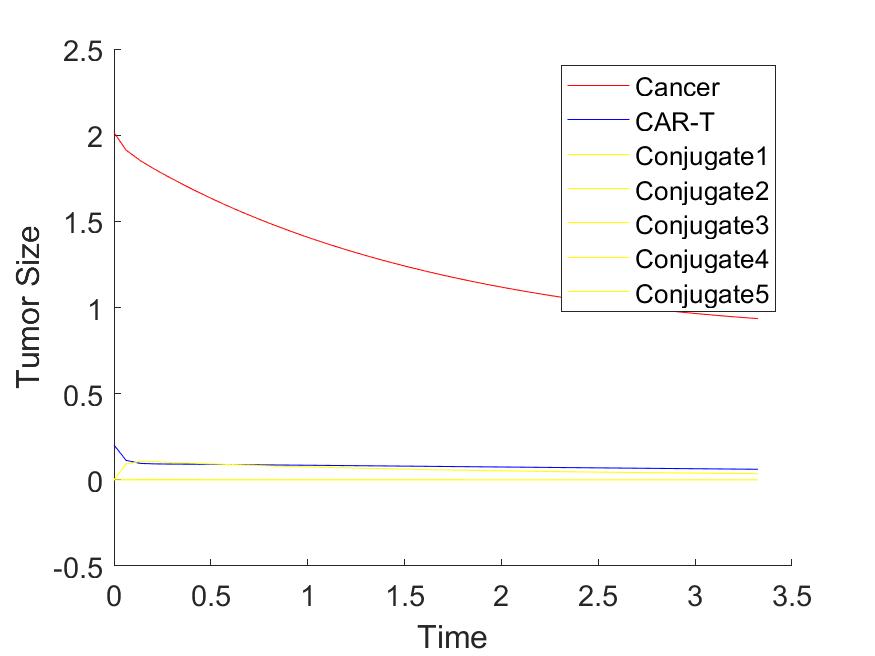 2.5
2
1.5
1
0.5
0
-0.5
Tumor Size
Cancer
CAR-T
Conjugate1
Conjugate2
Conjugate3
Conjugate4
Conjugate5
0 0.5 1 1.5 2 2.5 3 3.5
Time